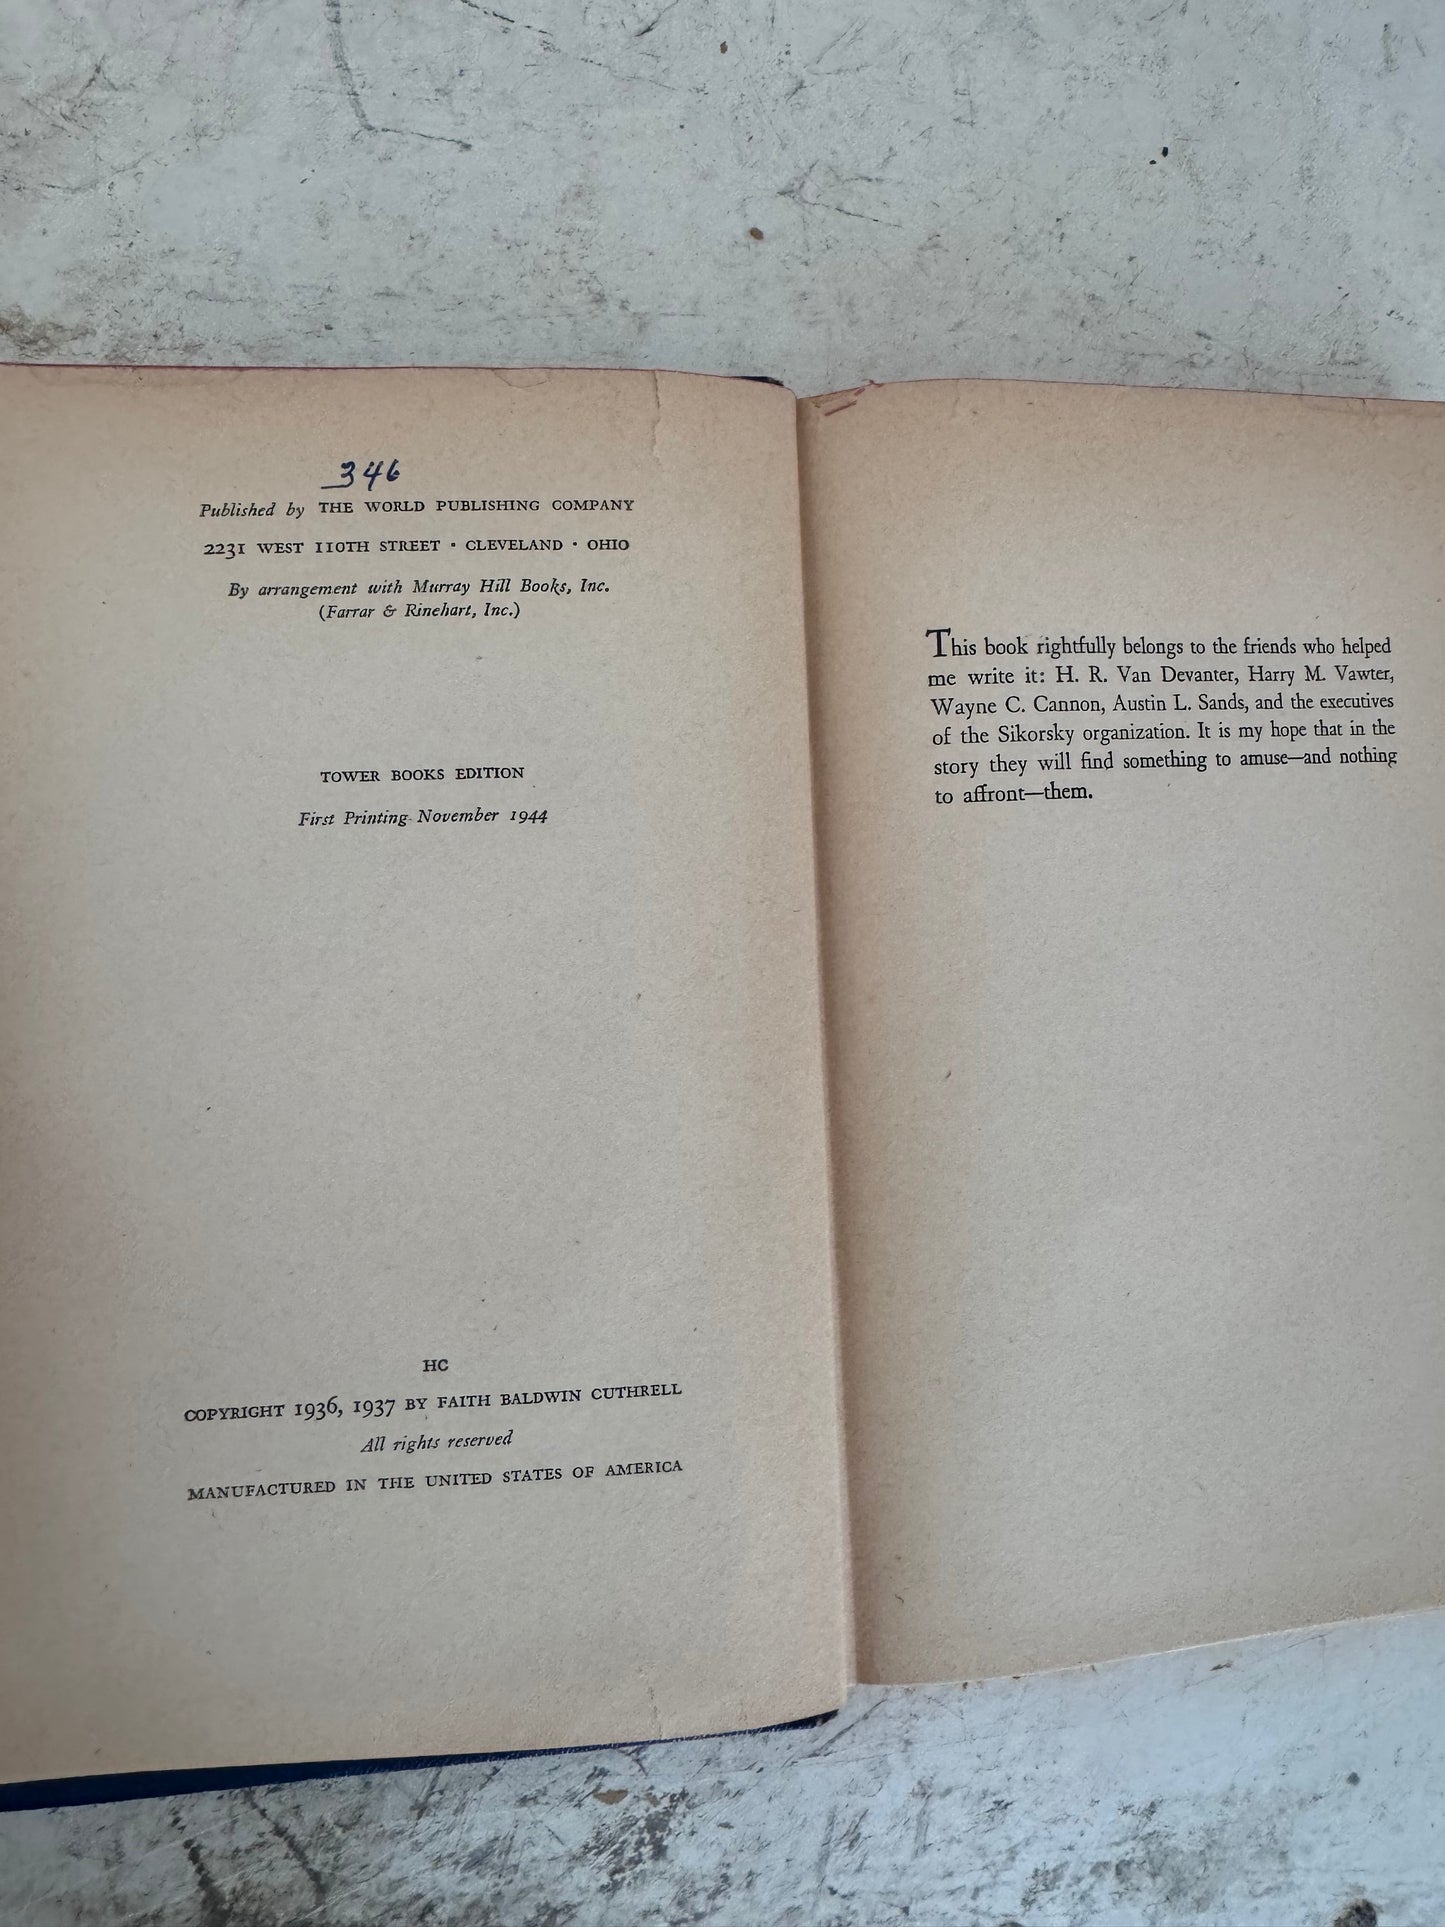 346
Published by THE WORLD PUBLISHING COMPANY
2231 WEST 110TH STREET · CLEVELAND · OHIO
By arrangement with Murray Hill Books, Inc.
(Farrar & Rinehart, Inc.)
TOWER BOOKS EDITION
First Printing November 1944
HC
COPYRIGHT 1936, 1937 BY FAITH BALDWIN CUTHRELL
All rights reserved
MANUFACTURED IN THE UNITED STATES OF AMERICA
This book rightfully belongs to the friends who helped
me write it: H. R. Van Devanter, Harry M. Vawter,
Wayne C. Cannon, Austin L. Sands, and the executives
of the Sikorsky organization. It is my hope that in the
story they will find something to amuse—and nothing
to affront—them.